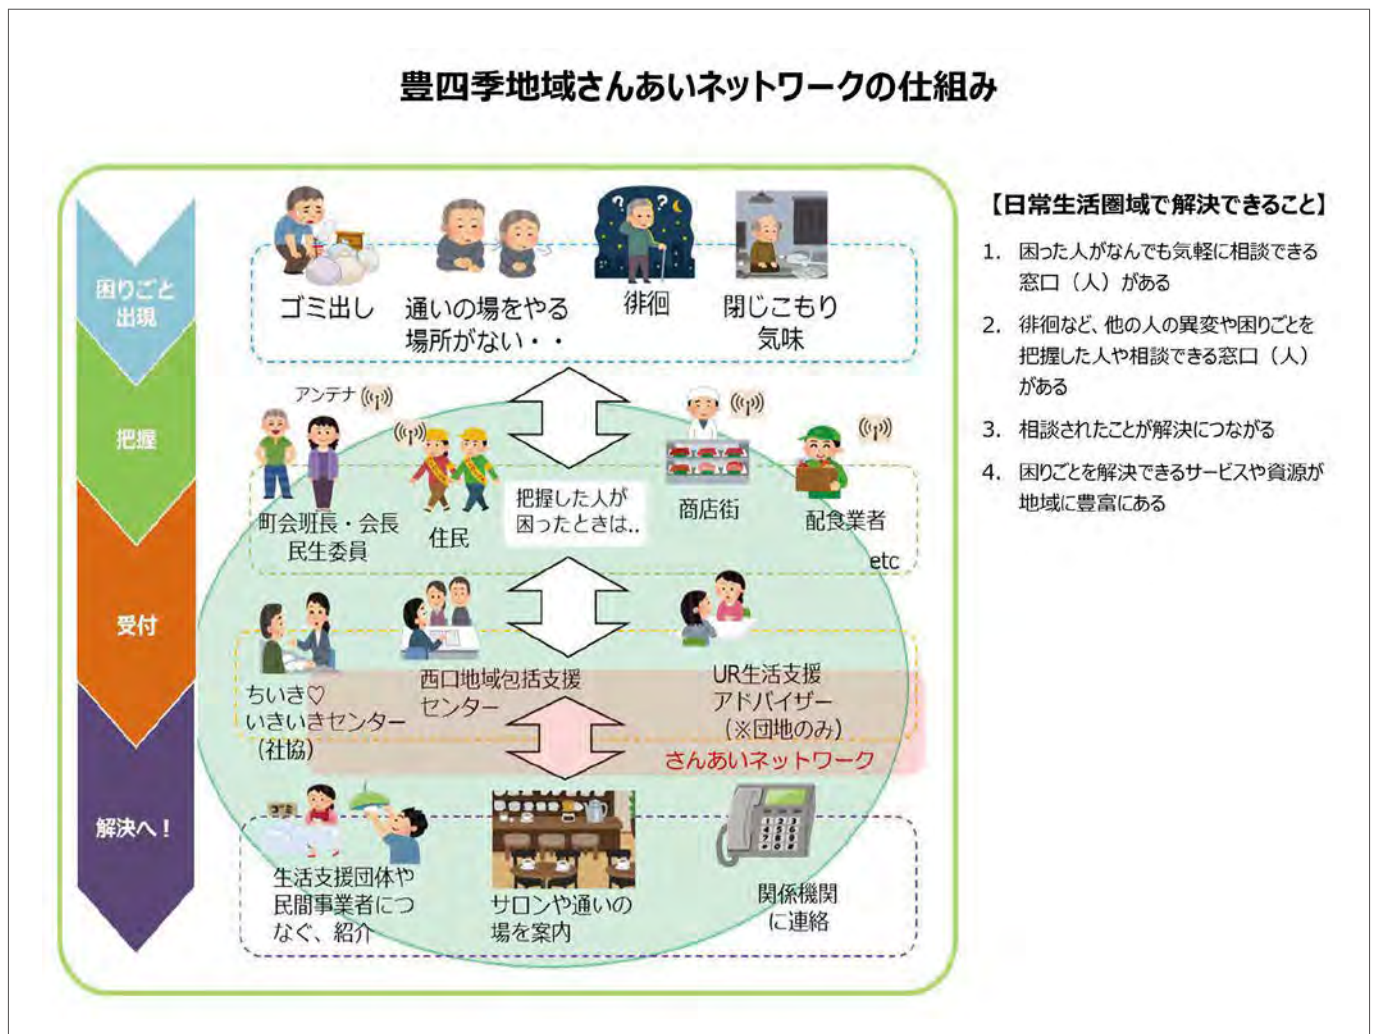 豊四季地域さんあいネットワークの仕組み
困りごと
出現
把握
受付
解決へ!
ゴミ出し
通いの場をやる
場所がない・・
徘徊
閉じこもり
気味
アンテナ
町会班長・会長
民生委員
住民
把握した人が
困ったときは..
商店街
配食業者
etc
ちいき♡
いきいきセンター
(社協)
西口地域包括支援
センター
UR生活支援
アドバイザー
(※団地のみ)
さんあいネットワーク
ゴミ
生活支援団体や
民間事業者につ
なぐ、紹介
サロンや通いの
場を案内
関係機関
に連絡
【日常生活圏域で解決できること】
1. 困った人がなんでも気軽に相談できる
窓口(人)がある
2. 徘徊など、他の人の異変や困りごとを
把握した人や相談できる窓口(人)
がある
3. 相談されたことが解決につながる
4. 困りごとを解決できるサービスや資源が
地域に豊富にある